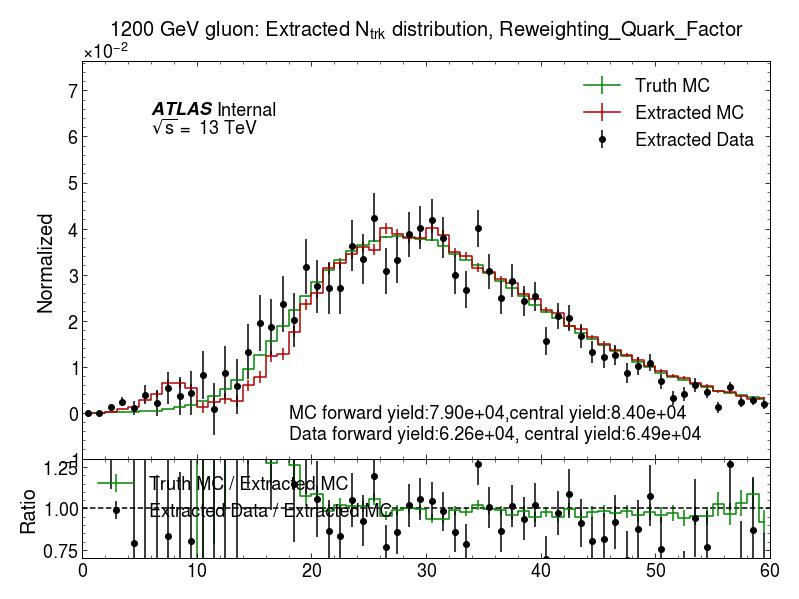 1200 GeV gluon: Extracted N_trk distribution, Reweighting_Quark_Factor
×10⁻²
7
6
5
4
3
2
1
0
1
Normalized
ATLAS Internal
√s = 13 TeV
Truth MC
Extracted MC
Extracted Data
MC forward yield:7.90e+04,central yield:8.40e+04
Data forward yield:6.26e+04, central yield:6.49e+04
1.25
1.00
0.75
Ratio
Truth MC / Extracted MC
Extracted Data / Extracted MC
0 10 20 30 40 50 60